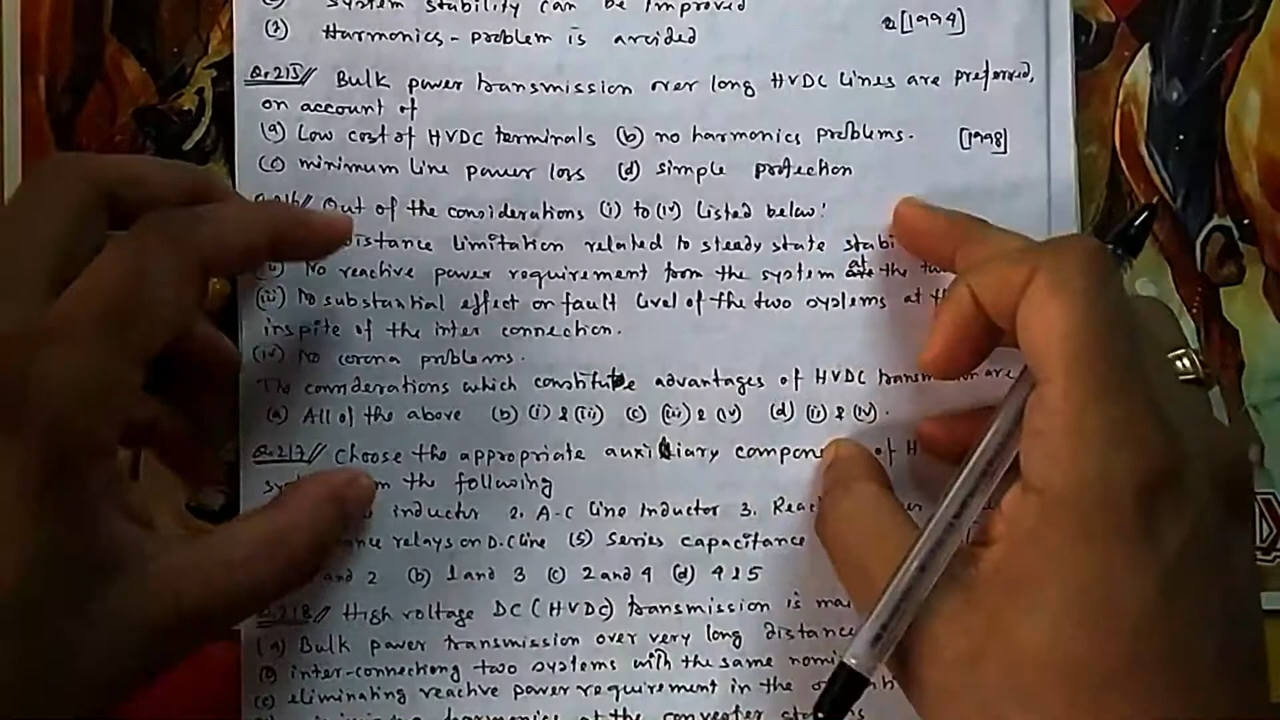 system stability can be improved
(d) Harmonics - problem is avoided [1994]
Q.215// Bulk power transmission over long HVDC lines are preferred,
on account of
(a) Low cost of HVDC terminals (b) no harmonics problems. [1998]
(c) minimum line power loss (d) simple protection
Out of the considerations (i) to (iv) listed below:
distance limitation related to steady state
(ii) No reactive power requirement from the system at the
(iii) No substantial effect on fault level of the two systems at
inspite of the inter connection.
(iv) No corona problems.
The considerations which constitute advantages of HVDC are
(a) All of the above (b) (i) & (iii) (c) (iii) & (iv) (d) (ii) & (iv).
Q.217// Choose the appropriate auxiliary of
the following
inductor 2. A-C line inductor 3.
relays on D.C line (5) series capacitance
and 2 (b) 1 and 3 (c) 2 and 4 (d) 4 & 5
Q.218// High voltage DC (HVDC) transmission is
(a) Bulk power transmission over very long distance
(b) inter-connecting two systems with the same
(c) eliminating reactive power requirement in the
harmonics at the converter